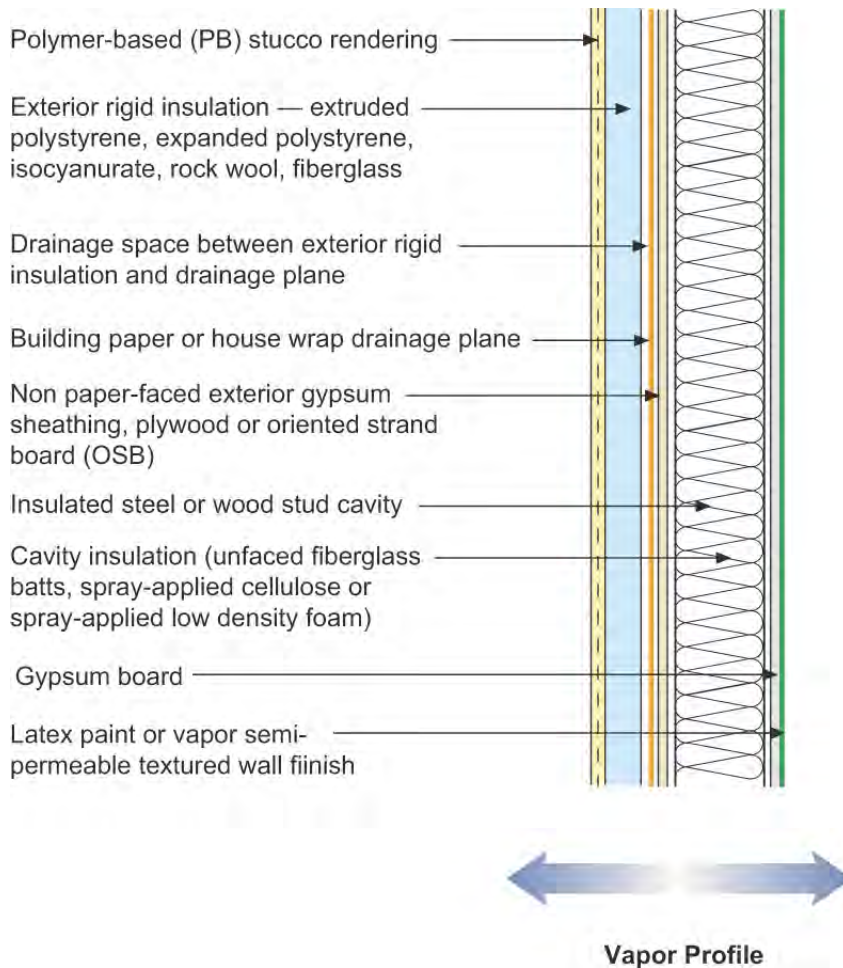 Polymer-based (PB) stucco rendering
Exterior rigid insulation — extruded
polystyrene, expanded polystyrene,
isocyanurate, rock wool, fiberglass
Drainage space between exterior rigid
insulation and drainage plane
Building paper or house wrap drainage plane
Non paper-faced exterior gypsum
sheathing, plywood or oriented strand
board (OSB)
Insulated steel or wood stud cavity
Cavity insulation (unfaced fiberglass
batts, spray-applied cellulose or
spray-applied low density foam)
Gypsum board
Latex paint or vapor semi-
permeable textured wall fiinish
Vapor Profile